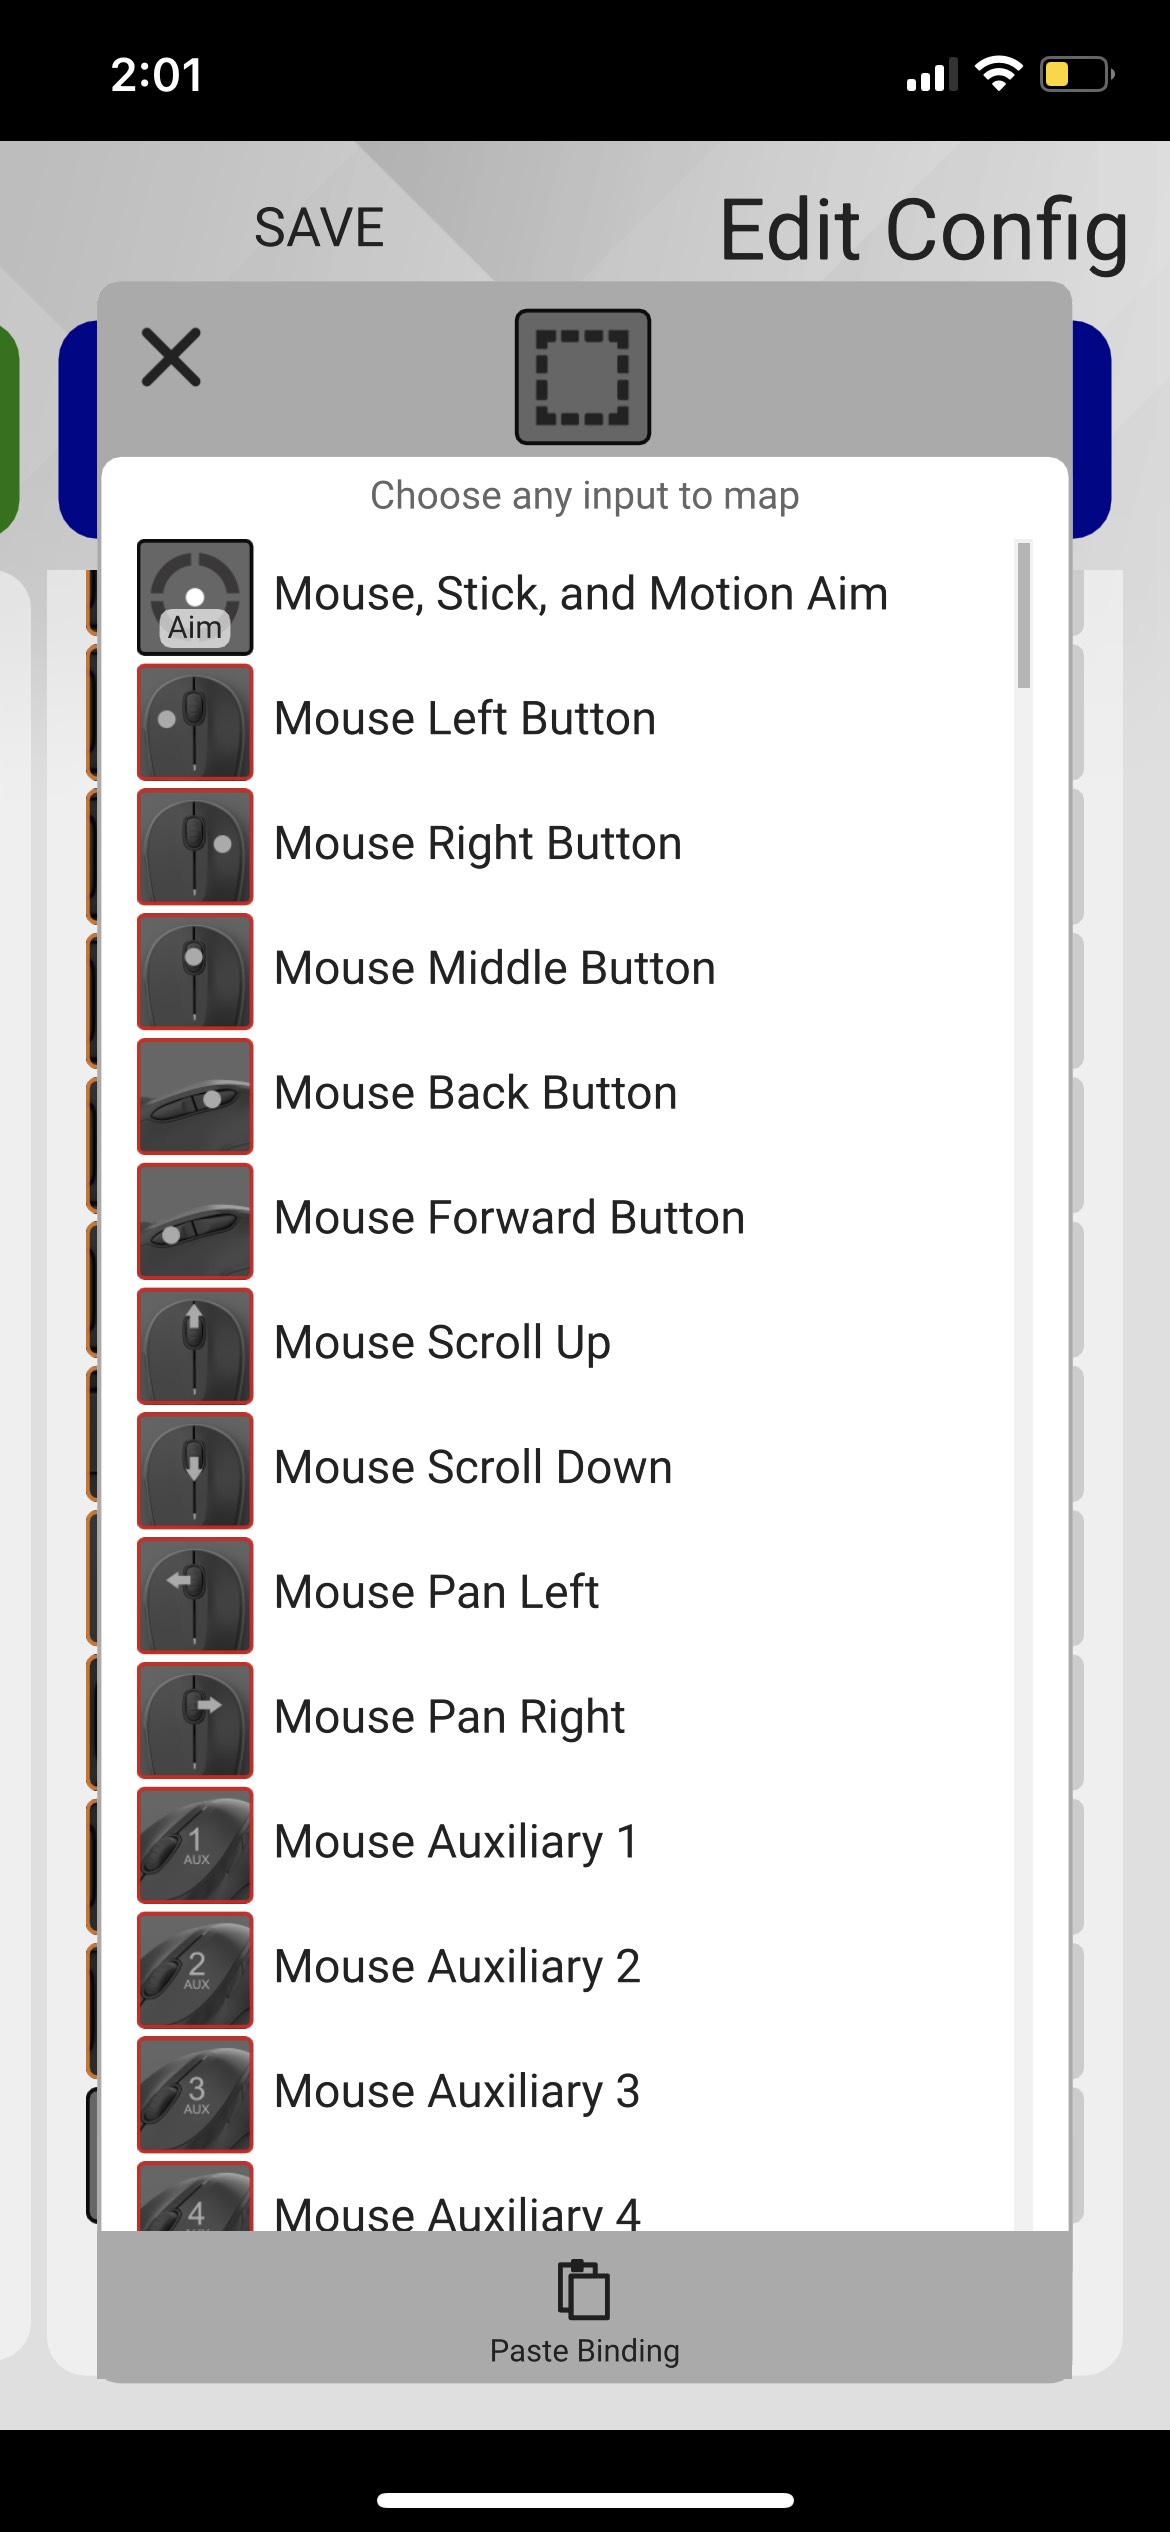 2:01
SAVE
Edit Config
Choose any input to map
Aim
Mouse, Stick, and Motion Aim
Mouse Left Button
Mouse Right Button
Mouse Middle Button
Mouse Back Button
Mouse Forward Button
Mouse Scroll Up
Mouse Scroll Down
Mouse Pan Left
Mouse Pan Right
1
AUX
Mouse Auxiliary 1
2
AUX
Mouse Auxiliary 2
3
AUX
Mouse Auxiliary 3
4
Mouse Auxiliary 4
Paste Binding